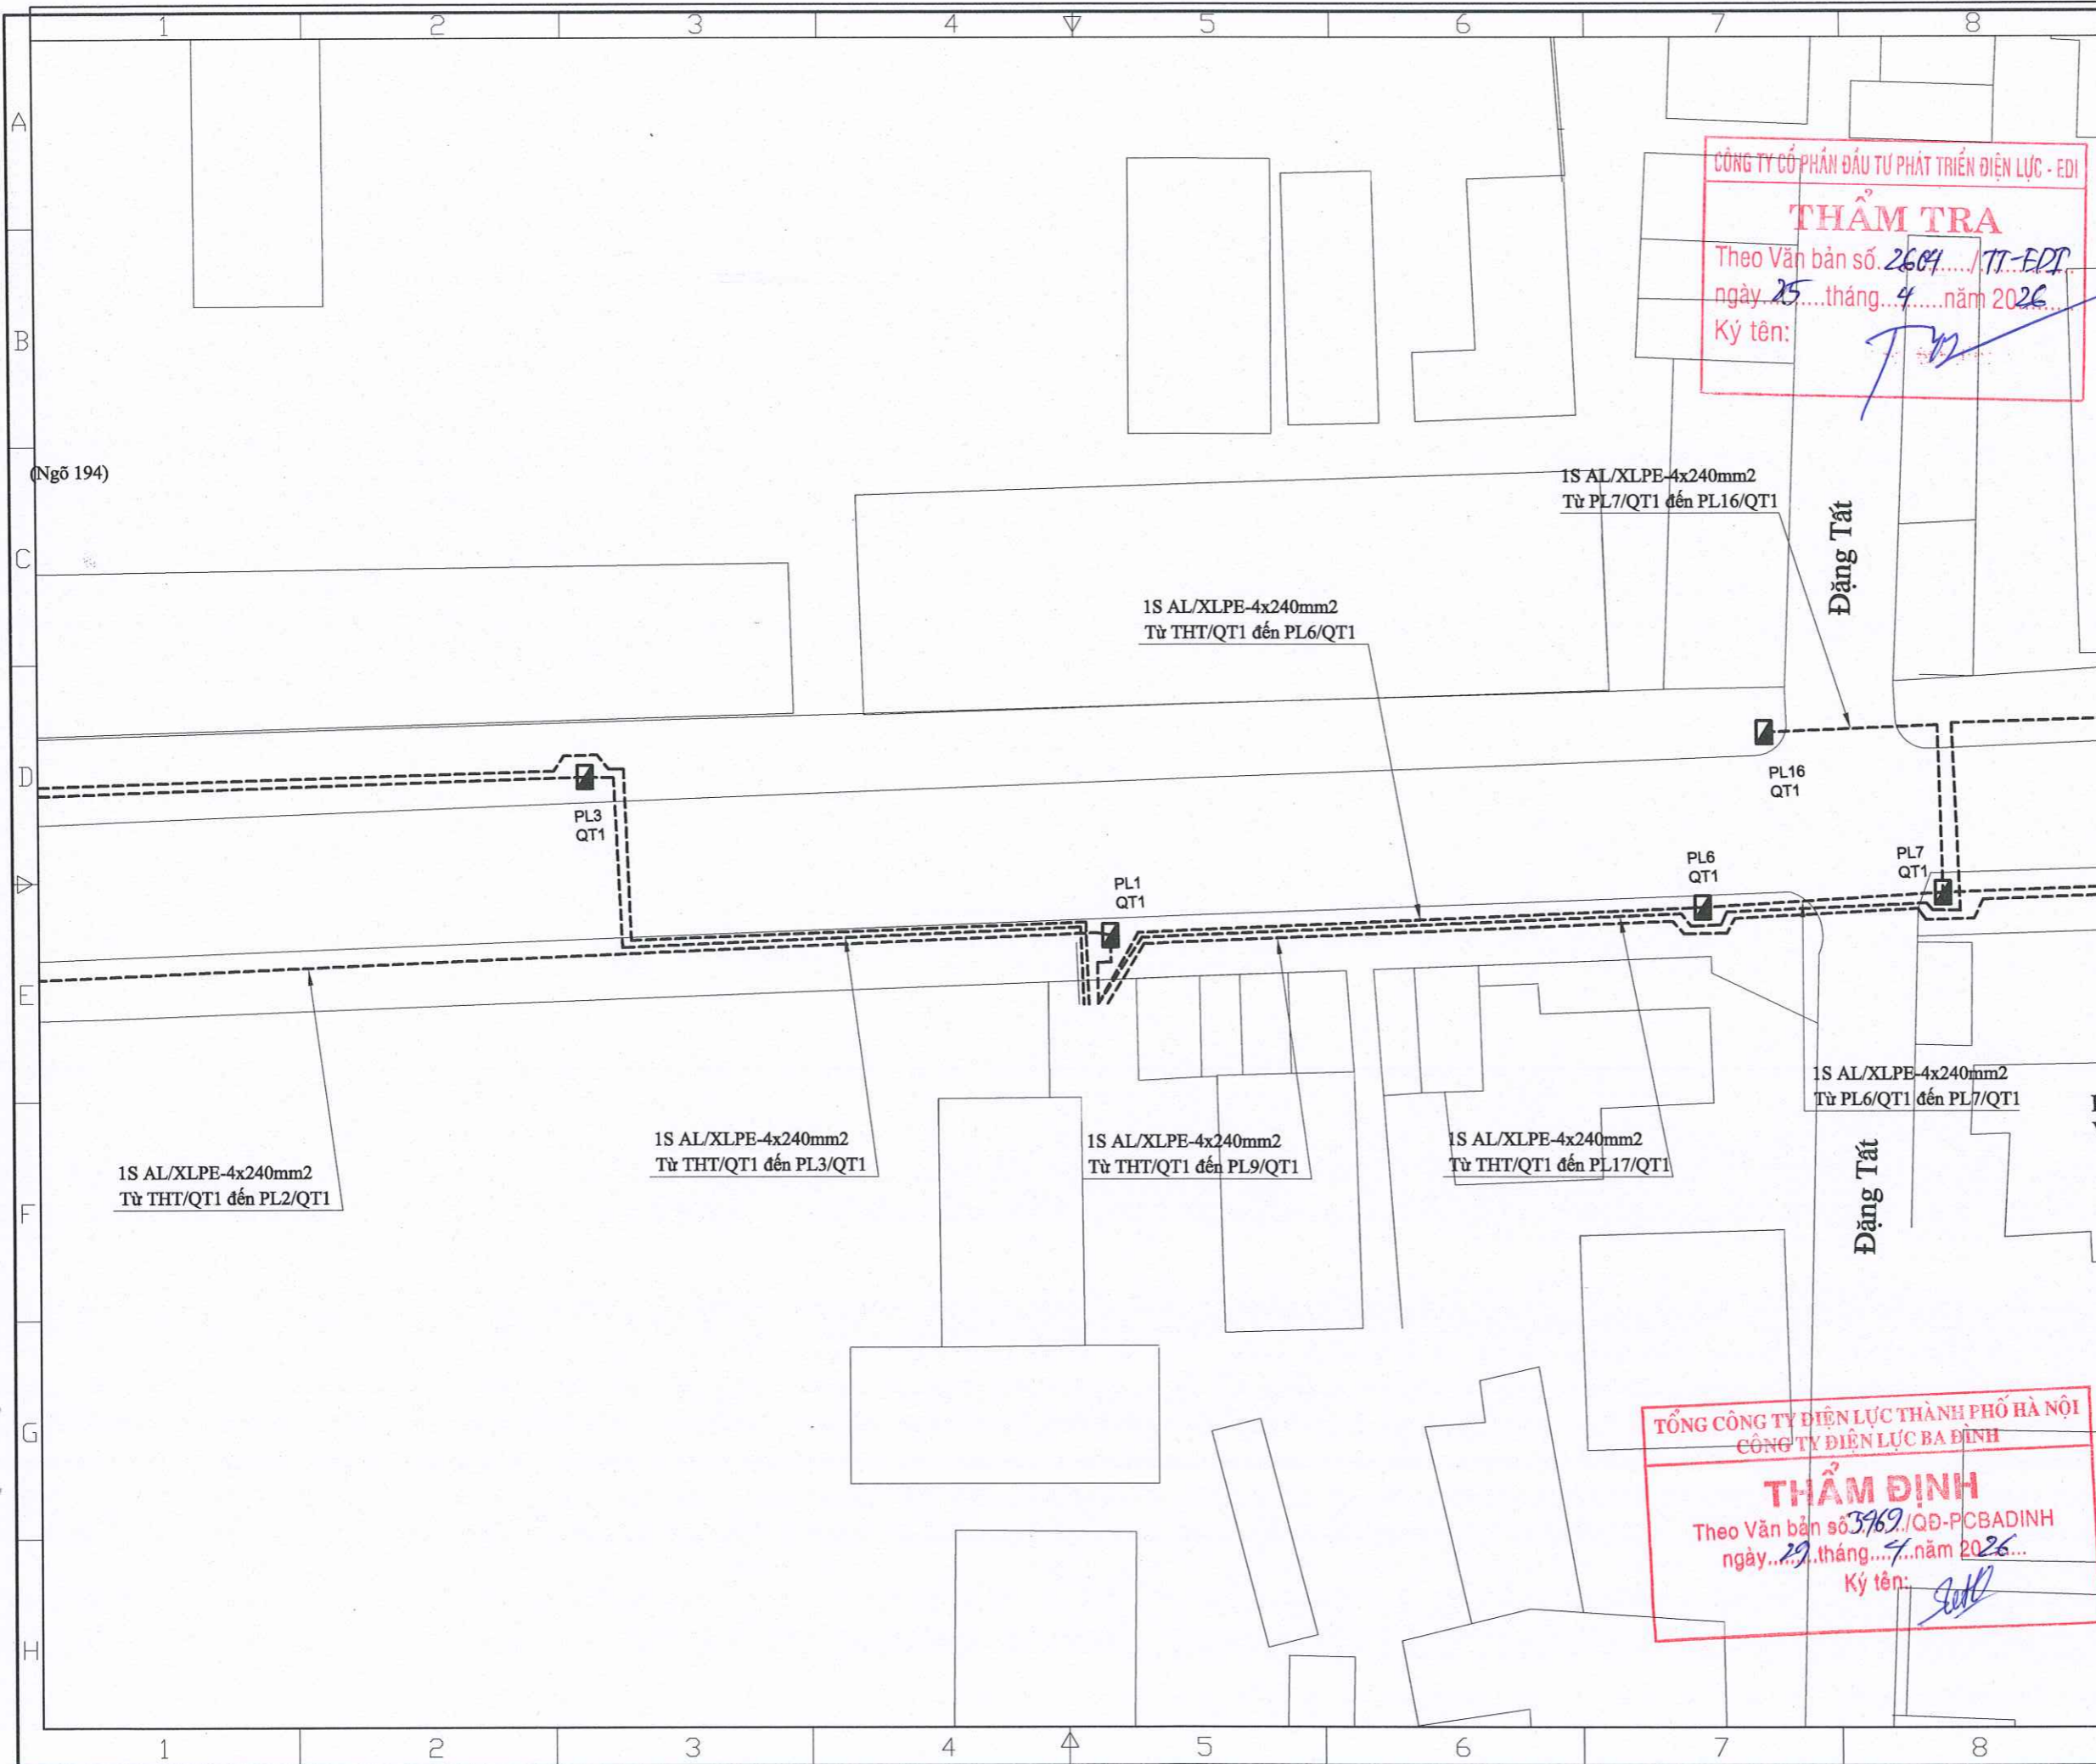 1 2 3 4 5 6 7 8
A
B
C
D
E
F
G
H
CÔNG TY CỔ PHẦN ĐẦU TƯ PHÁT TRIỂN ĐIỆN LỰC - EDI
THẨM TRA
Theo Văn bản số 2604 / TT-EDI
ngày 25 tháng 4 năm 2026
Ký tên:
(Ngõ 194)
1S AL/XLPE-4x240mm2
Từ PL7/QT1 đến PL16/QT1
Đặng Tất
1S AL/XLPE-4x240mm2
Từ THT/QT1 đến PL6/QT1
PL16
QT1
PL3
QT1
PL6
QT1
PL7
QT1
PL1
QT1
1S AL/XLPE-4x240mm2
Từ PL6/QT1 đến PL7/QT1
1S AL/XLPE-4x240mm2
Từ THT/QT1 đến PL2/QT1
1S AL/XLPE-4x240mm2
Từ THT/QT1 đến PL3/QT1
1S AL/XLPE-4x240mm2
Từ THT/QT1 đến PL9/QT1
1S AL/XLPE-4x240mm2
Từ THT/QT1 đến PL17/QT1
Đặng Tất
TỔNG CÔNG TY ĐIỆN LỰC THÀNH PHỐ HÀ NỘI
CÔNG TY ĐIỆN LỰC BA ĐÌNH
THẨM ĐỊNH
Theo Văn bản số 3969/QĐ-PCBADINH
ngày 29 tháng 4 năm 2026
Ký tên:
1 2 3 4 5 6 7 8